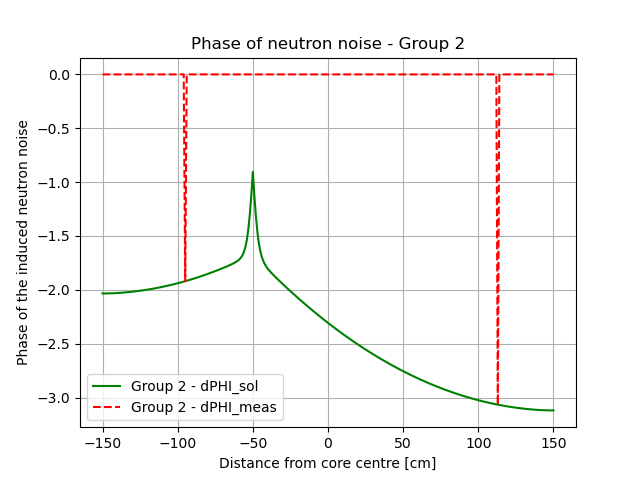 Phase of neutron noise - Group 2
Phase of the induced neutron noise
0.0
−0.5
−1.0
−1.5
−2.0
−2.5
−3.0
Group 2 - dPHI_sol
Group 2 - dPHI_meas
−150
−100
−50
0
50
100
150
Distance from core centre [cm]